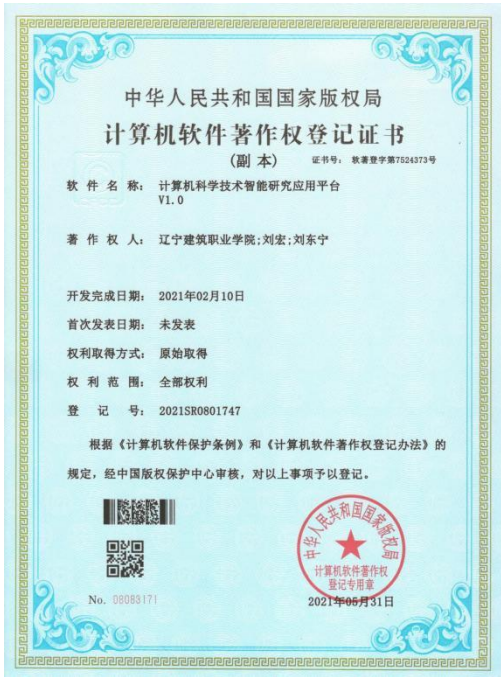 中华人民共和国国家版权局
计算机软件著作权登记证书
(副本)
证书号: 软著登字第7524373号
软件名称: 计算机科学技术智能研究应用平台
V1.0
著作权人: 辽宁建筑职业学院;刘宏;刘东宁
开发完成日期: 2021年02月10日
首次发表日期: 未发表
权利取得方式: 原始取得
权利范围: 全部权利
登记号: 2021SR0801747
根据《计算机软件保护条例》和《计算机软件著作权登记办法》的
规定,经中国版权保护中心审核,对以上事项予以登记。
中华人民共和国国家版权局
计算机软件著作权
登记专用章
No. 08083171
2021年05月31日